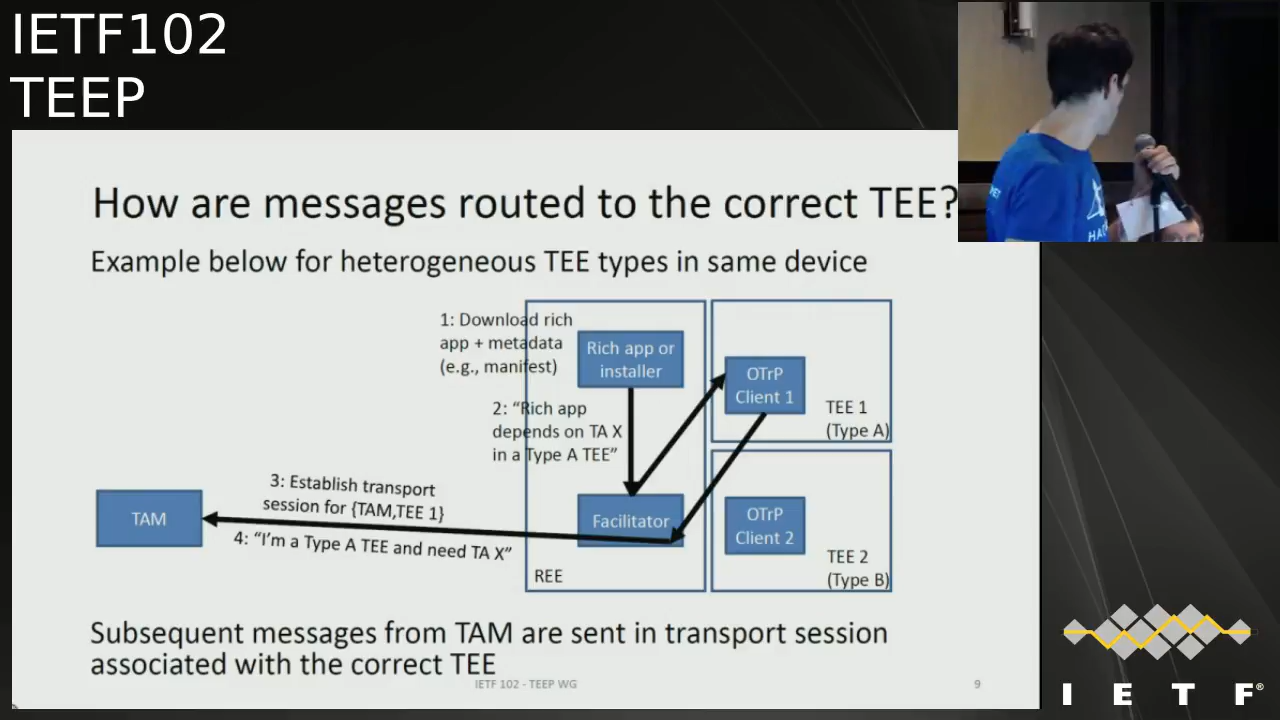 IETF102
TEEP
How are messages routed to the correct TEE?
Example below for heterogeneous TEE types in same device
1: Download rich
app + metadata
(e.g., manifest)
Rich app or
installer
OTrP
Client 1
TEE 1
(Type A)
2: “Rich app
depends on TA X
in a Type A TEE”
3: Establish transport
session for {TAM,TEE 1}
TAM
Facilitator
OTrP
Client 2
4: “I’m a Type A TEE and need TA X”
TEE 2
(Type B)
REE
Subsequent messages from TAM are sent in transport session
associated with the correct TEE
IETF 102 - TEEP WG
9
I E T F®